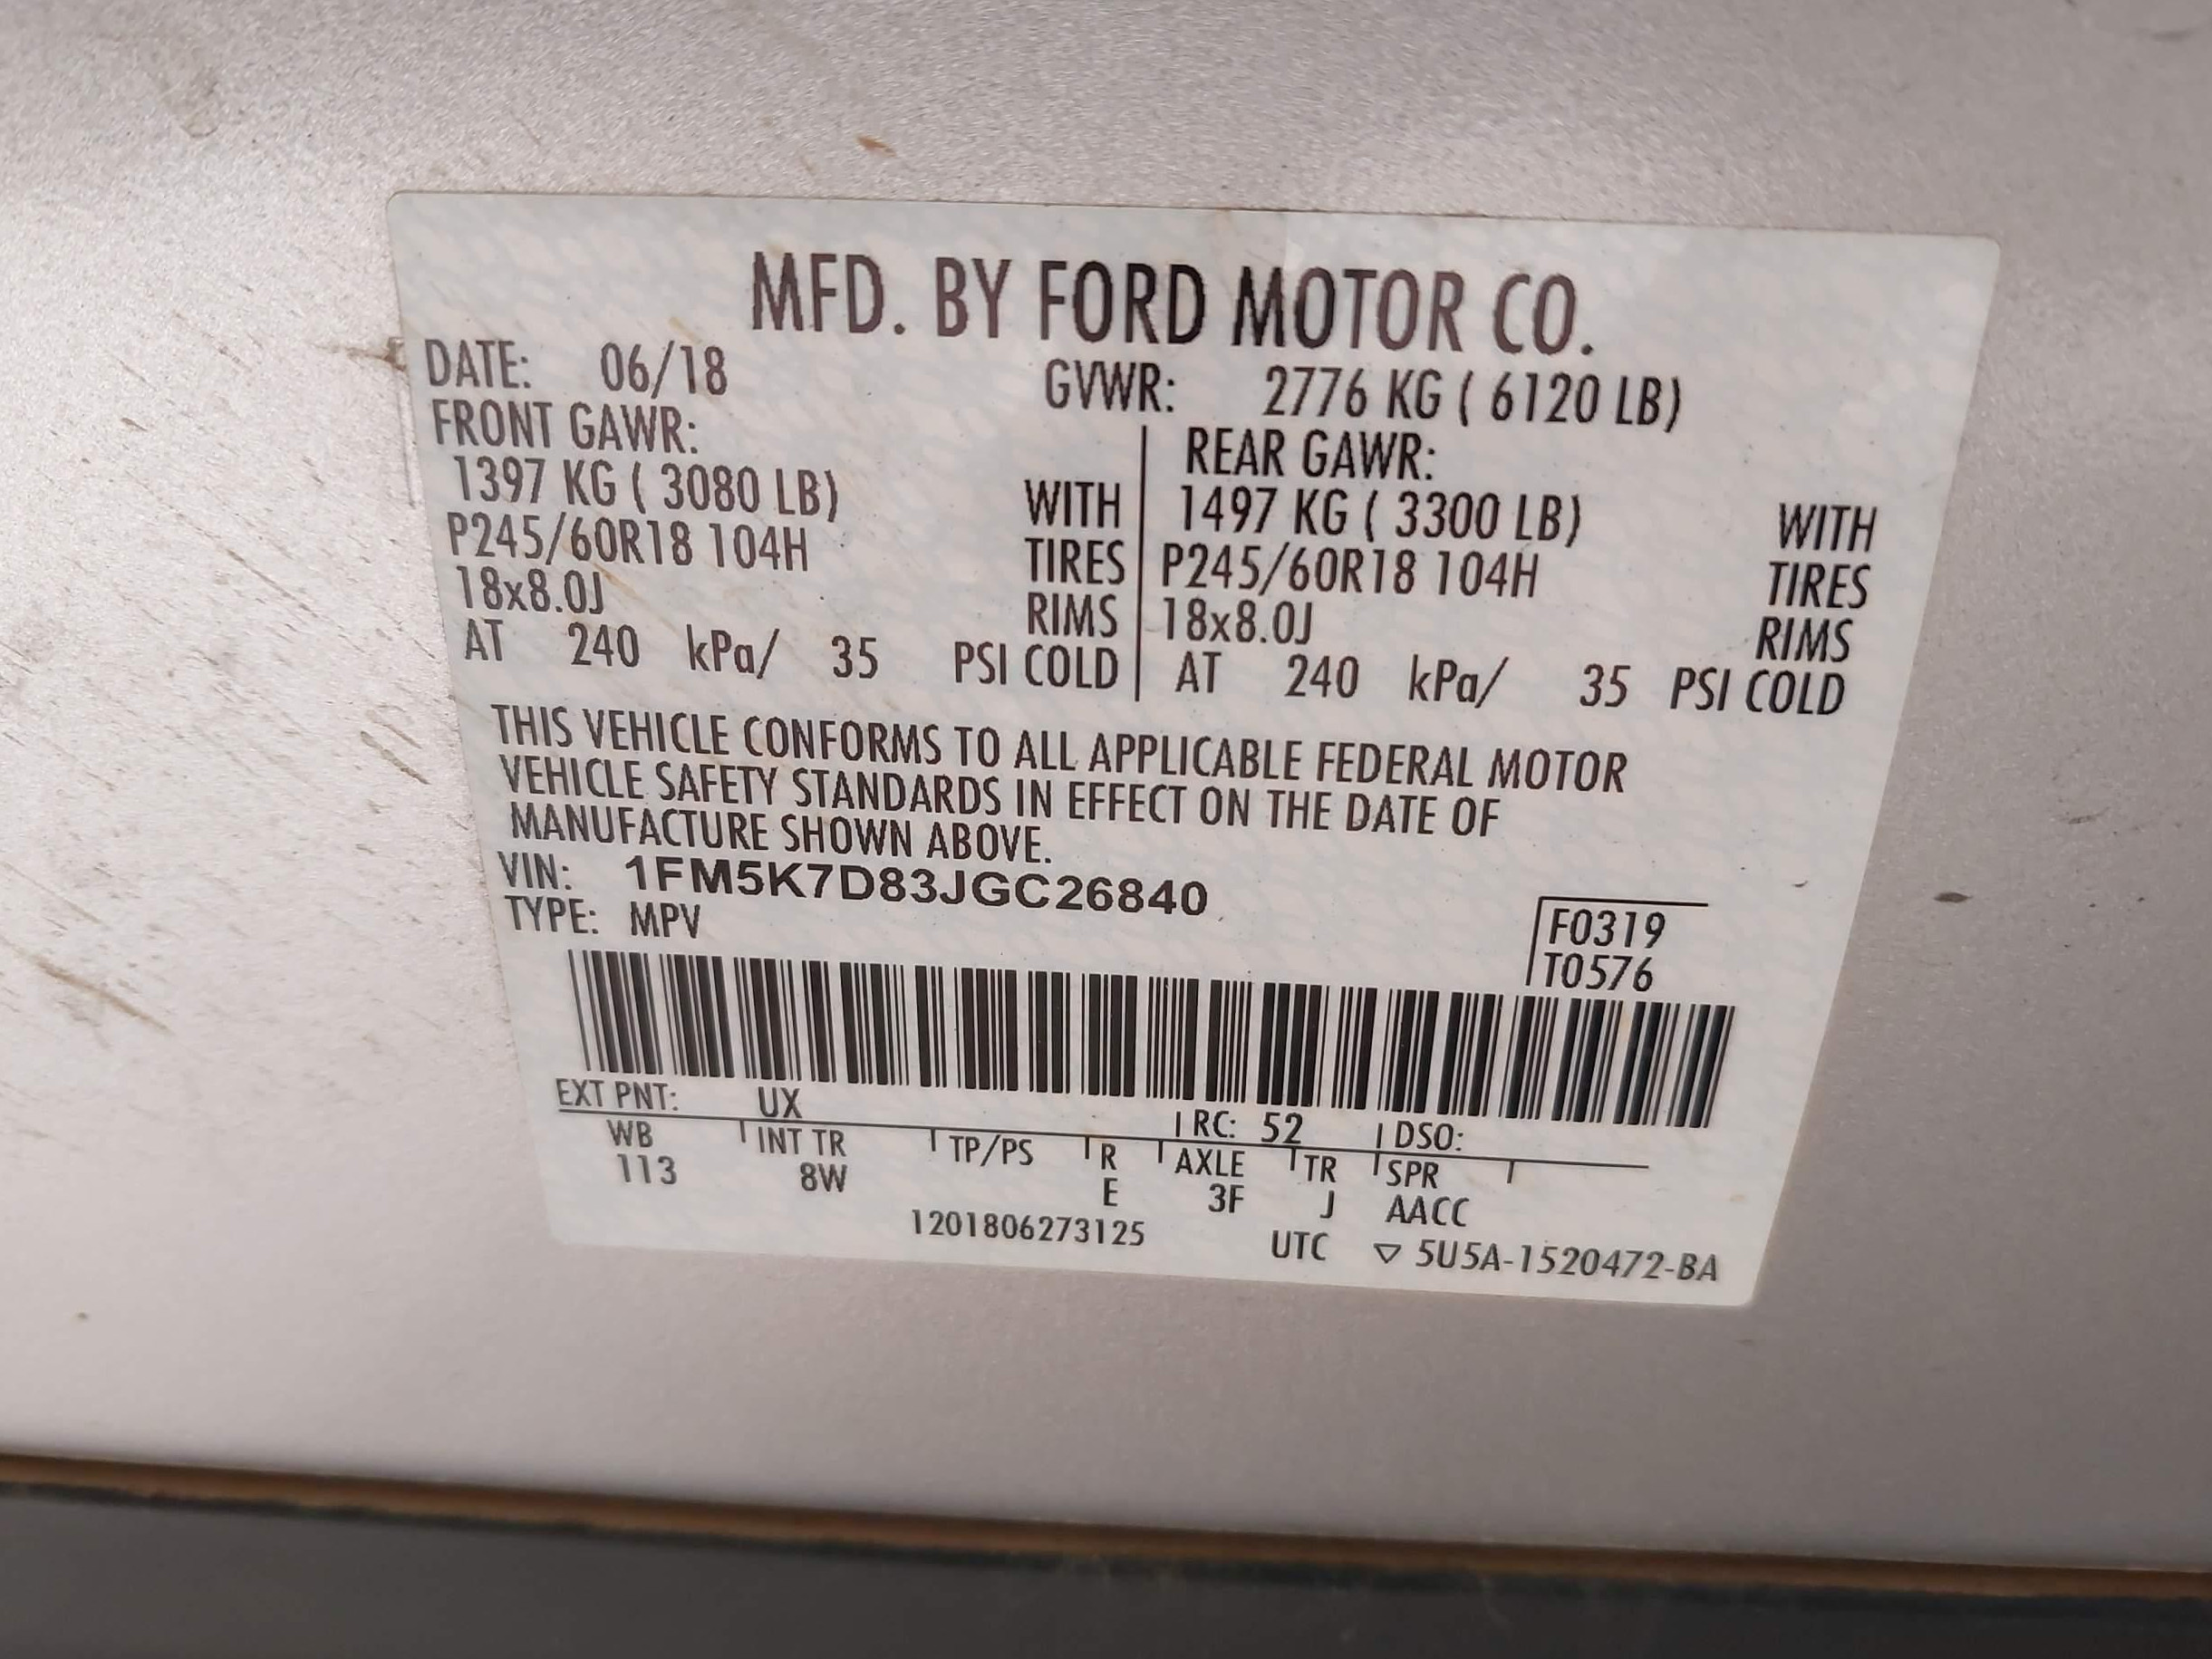 MFD. BY FORD MOTOR CO.
DATE: 06/18 GVWR: 2776 KG ( 6120 LB)
FRONT GAWR: REAR GAWR:
1397 KG ( 3080 LB) WITH 1497 KG ( 3300 LB) WITH
P245/60R18 104H TIRES P245/60R18 104H TIRES
18x8.0J RIMS 18x8.0J RIMS
AT 240 kPa/ 35 PSI COLD AT 240 kPa/ 35 PSI COLD
THIS VEHICLE CONFORMS TO ALL APPLICABLE FEDERAL MOTOR
VEHICLE SAFETY STANDARDS IN EFFECT ON THE DATE OF
MANUFACTURE SHOWN ABOVE.
VIN: 1FM5K7D83JGC26840
TYPE: MPV
F0319
T0576
EXT PNT: UX RC: 52 DSO:
WB INT TR TP/PS R AXLE TR SPR
113 8W E 3F J AACC
1201806273125 UTC ▽ 5U5A-1520472-BA